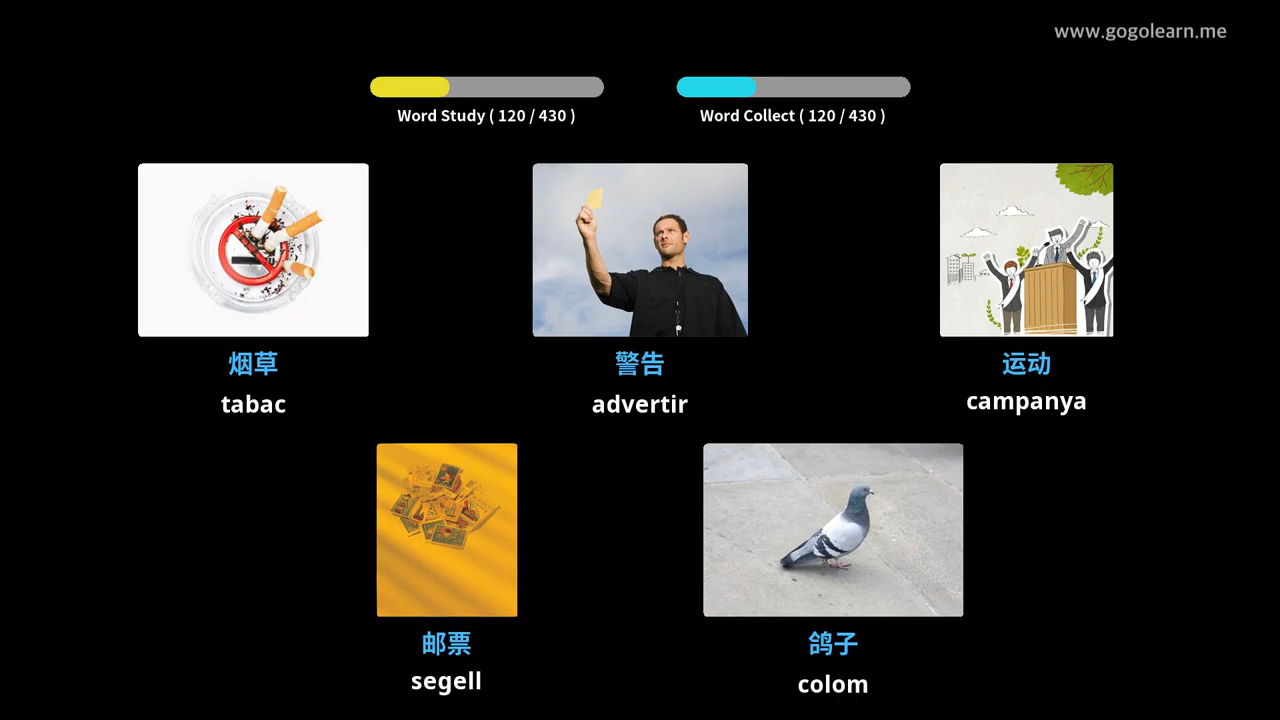 www.gogolearn.me
Word Study ( 120 / 430 )
Word Collect ( 120 / 430 )
烟草
tabac
警告
advertir
运动
campanya
邮票
segell
鸽子
colom